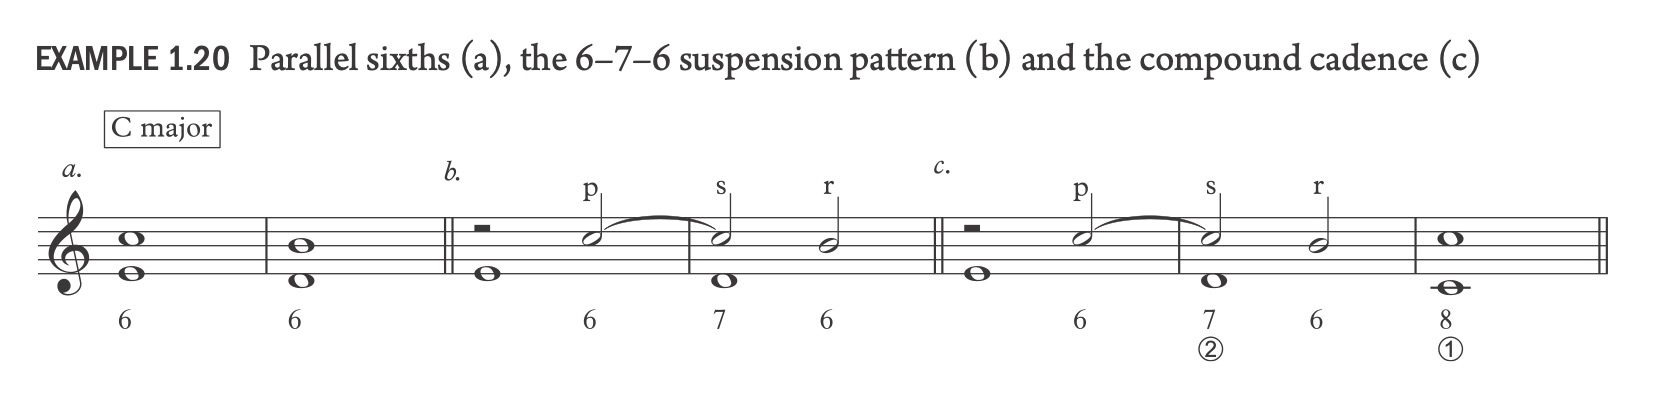 EXAMPLE 1.20 Parallel sixths (a), the 6–7–6 suspension pattern (b) and the compound cadence (c)
C major
a. b. c.
p s r p s r
6 6 6 7 6 6 7 6 8
② ①